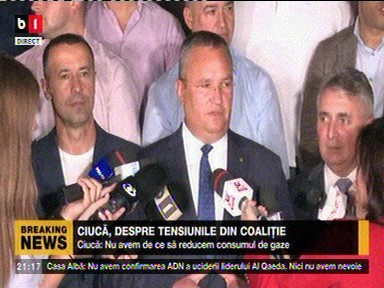 b1
DIRECT
BREAKING
NEWS
CIUCĂ, DESPRE TENSIUNILE DIN COALIȚIE
Ciucă: Nu avem de ce să reducem consumul de gaze
21:17 Casa Albă: Nu avem confirmarea ADN a uciderii liderului Al Qaeda. Nici nu avem nevoie